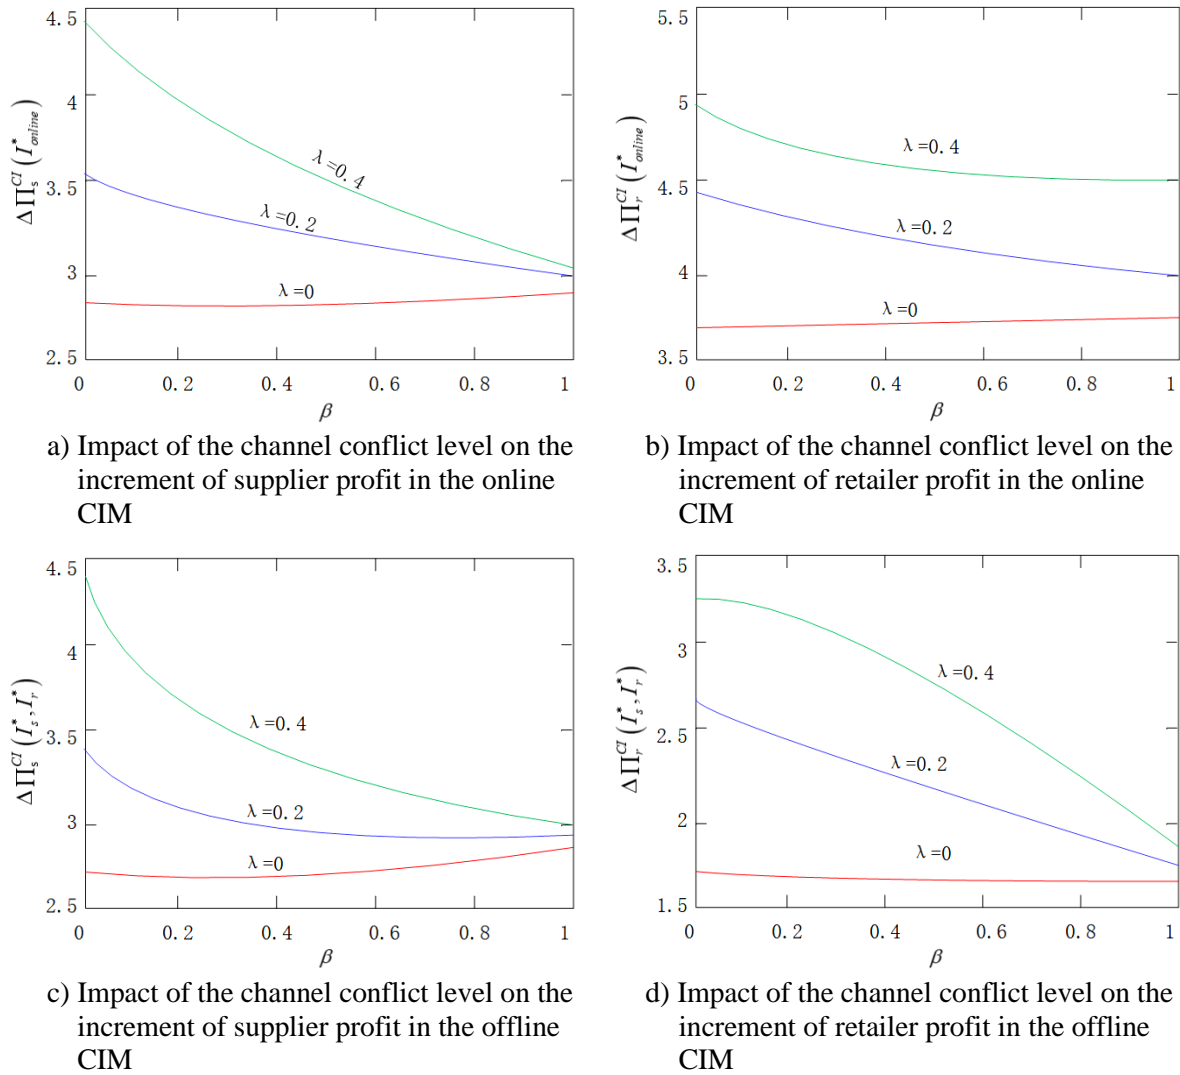 4.5
4
3.5
3
2.5
ΔΠ_s^{CI}(I^*_{online})
λ=0.4
λ=0.2
λ=0
0 0.2 0.4 0.6 0.8 1
β
a) Impact of the channel conflict level on the
increment of supplier profit in the online
CIM
5.5
5
4.5
4
3.5
ΔΠ_r^{CI}(I^*_{online})
λ=0.4
λ=0.2
λ=0
0 0.2 0.4 0.6 0.8 1
β
b) Impact of the channel conflict level on the
increment of retailer profit in the online
CIM
4.5
4
3.5
3
2.5
ΔΠ_s^{CI}(I_s^*, I_r^*)
λ=0.4
λ=0.2
λ=0
0 0.2 0.4 0.6 0.8 1
β
c) Impact of the channel conflict level on the
increment of supplier profit in the offline
CIM
3.5
3
2.5
2
1.5
ΔΠ_r^{CI}(I_s^*, I_r^*)
λ=0.4
λ=0.2
λ=0
0 0.2 0.4 0.6 0.8 1
β
d) Impact of the channel conflict level on the
increment of retailer profit in the offline
CIM